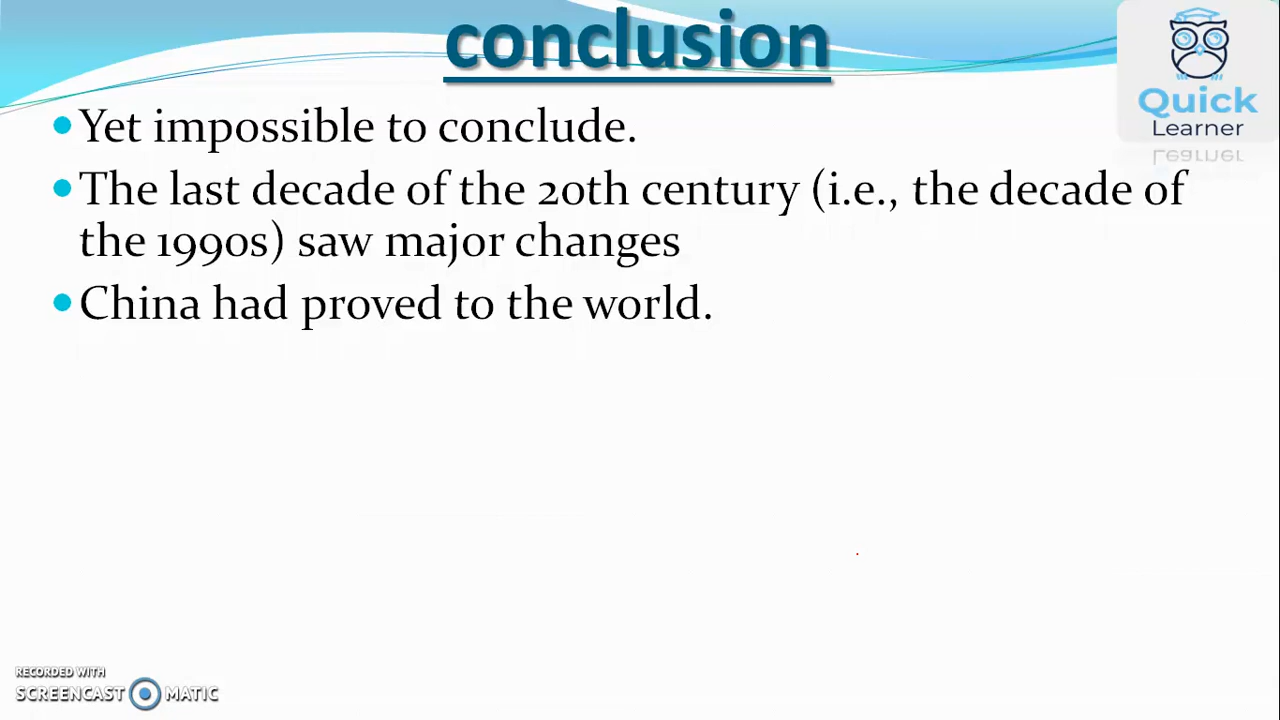 conclusion
Quick
Learner
Yet impossible to conclude.
The last decade of the 20th century (i.e., the decade of
the 1990s) saw major changes
China had proved to the world.
RECORDED WITH
SCREENCAST MATIC